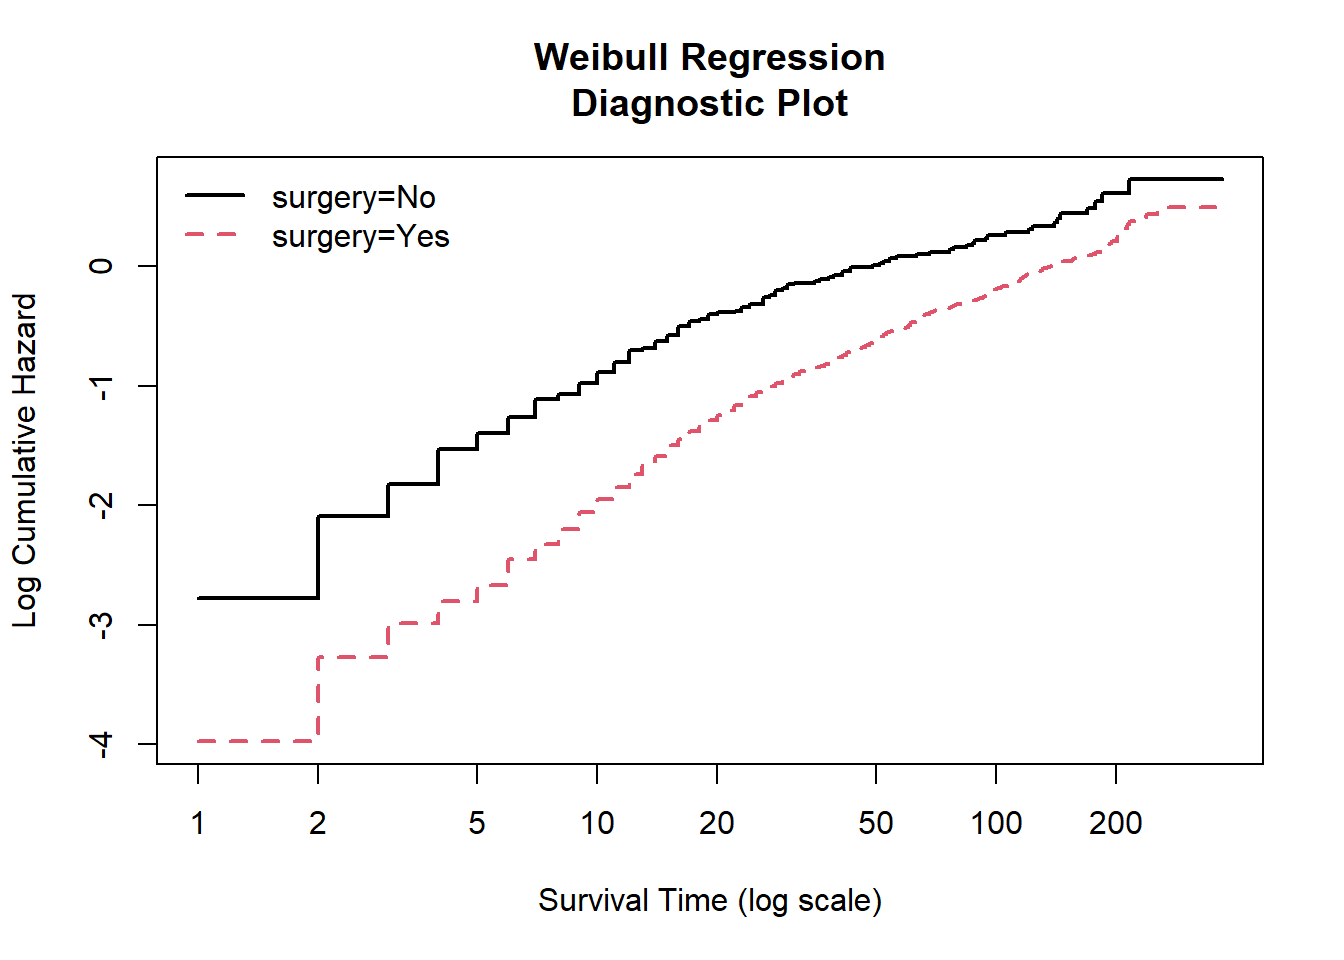 Weibull Regression
Diagnostic Plot
surgery=No
surgery=Yes
Log Cumulative Hazard
0
-1
-2
-3
-4
1 2 5 10 20 50 100 200
Survival Time (log scale)